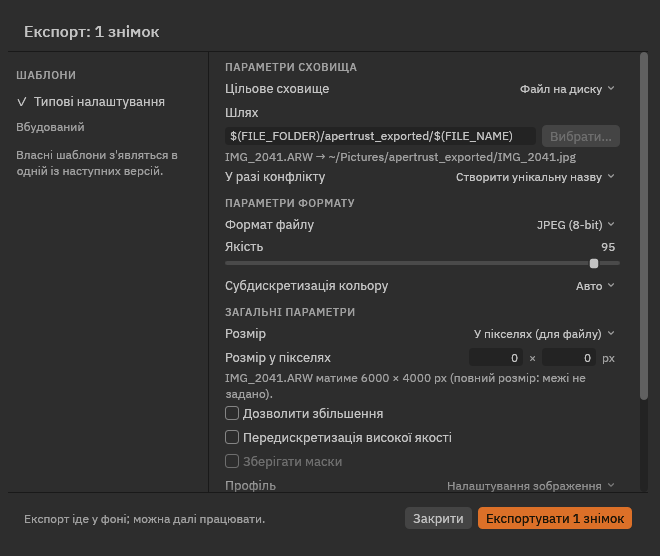 Експорт: 1 знімок
ШАБЛОНИ
✓ Типові налаштування
Вбудований
Власні шаблони з'являться в
одній із наступних версій.
ПАРАМЕТРИ СХОВИЩА
Цільове сховище Файл на диску
Шлях
$(FILE_FOLDER)/apertrust_exported/$(FILE_NAME) Вибрати…
IMG_2041.ARW → ~/Pictures/apertrust_exported/IMG_2041.jpg
У разі конфлікту Створити унікальну назву
ПАРАМЕТРИ ФОРМАТУ
Формат файлу JPEG (8-bit)
Якість 95
Субдискретизація кольору Авто
ЗАГАЛЬНІ ПАРАМЕТРИ
Розмір У пікселях (для файлу)
Розмір у пікселях 0 × 0 px
IMG_2041.ARW матиме 6000 × 4000 px (повний розмір: межі не
задано).
Дозволити збільшення
Передискретизація високої якості
Зберігати маски
Профіль Налаштування зображення
Експорт іде у фоні; можна далі працювати.
Закрити Експортувати 1 знімок